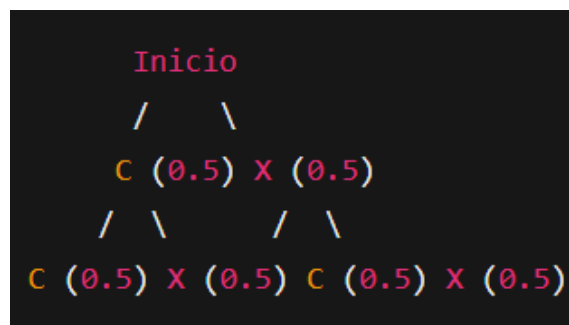 Inicio
/ \
C (0.5) X (0.5)
/ \ / \
C (0.5) X (0.5) C (0.5) X (0.5)